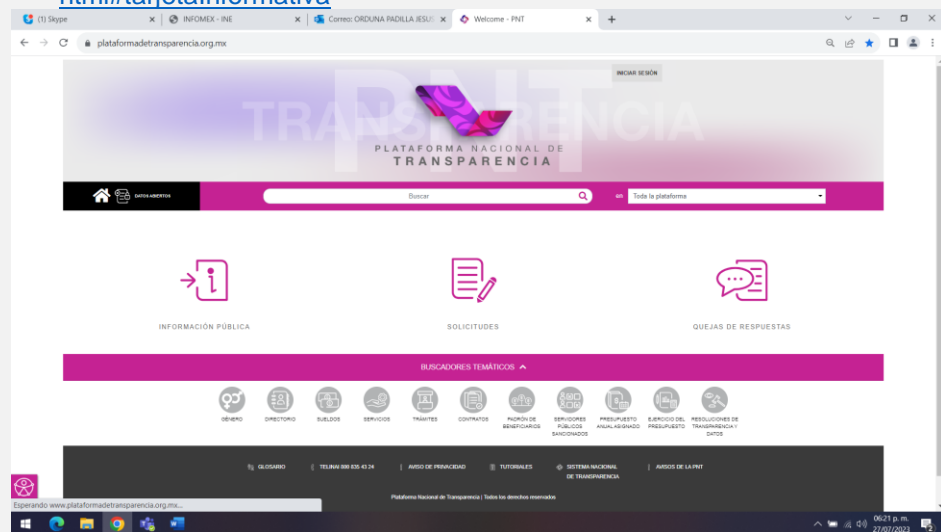 html#tarjetaInformativa
(1) Skype
INFOMEX - INE
Correo: ORDUNA PADILLA JESUS
Welcome - PNT
plataformadetransparencia.org.mx
INICIAR SESIÓN
PNT
TRANSPARENCIA
PLATAFORMA NACIONAL DE
TRANSPARENCIA
DATOS ABIERTOS
Buscar
en
Toda la plataforma
INFORMACIÓN PÚBLICA
SOLICITUDES
QUEJAS DE RESPUESTAS
BUSCADORES TEMÁTICOS
GÉNERO
DIRECTORIO
SUELDOS
SERVICIOS
TRÁMITES
CONTRATOS
PADRÓN DE
BENEFICIARIOS
SERVIDORES
PÚBLICOS
SANCIONADOS
PRESUPUESTO
ANUAL ASIGNADO
EJERCICIO DEL
PRESUPUESTO
RESOLUCIONES DE
TRANSPARENCIA Y
DATOS
GLOSARIO
TELINAI 800 835 43 24
AVISO DE PRIVACIDAD
TUTORIALES
SISTEMA NACIONAL
DE TRANSPARENCIA
AVISOS DE LA PNT
Plataforma Nacional de Transparencia | Todos los derechos reservados
Esperando www.plataformadetransparencia.org.mx...
06:21 p. m.
27/07/2023